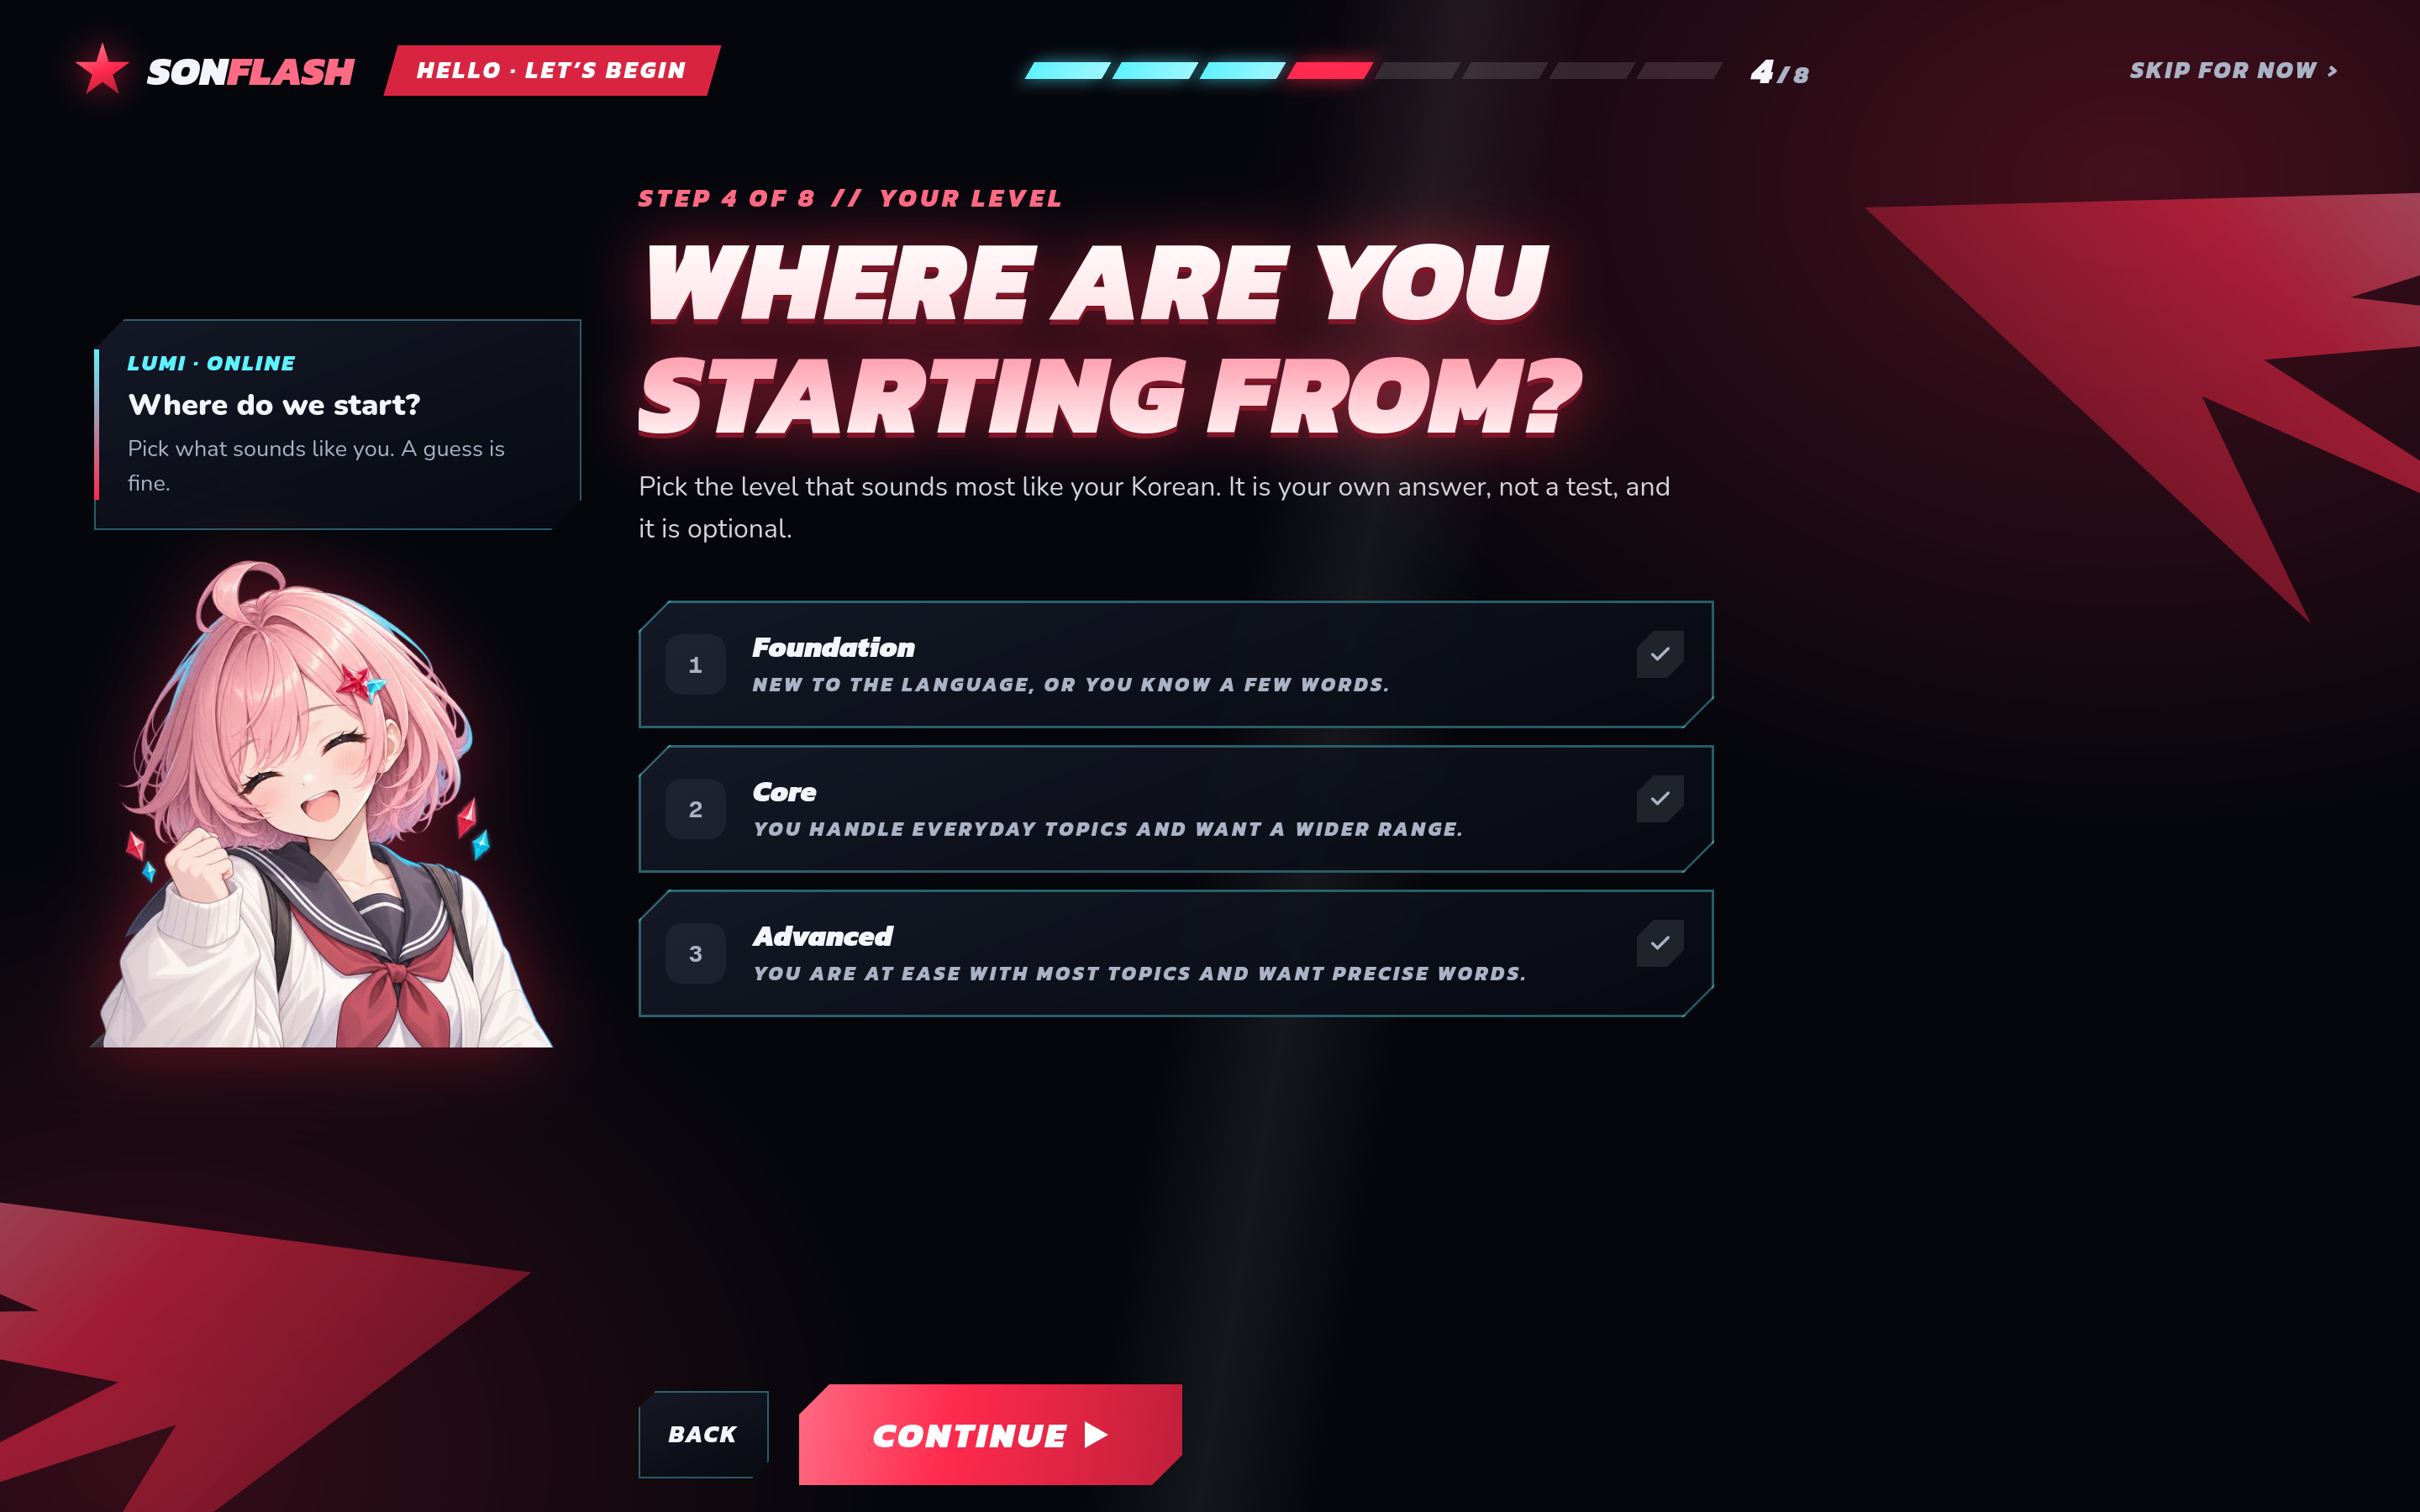 SONFLASH
HELLO · LET’S BEGIN
4 / 8
SKIP FOR NOW ›
STEP 4 OF 8 // YOUR LEVEL
WHERE ARE YOU
STARTING FROM?
Pick the level that sounds most like your Korean. It is your own answer, not a test, and
it is optional.
LUMI · ONLINE
Where do we start?
Pick what sounds like you. A guess is
fine.
1
Foundation
NEW TO THE LANGUAGE, OR YOU KNOW A FEW WORDS.
2
Core
YOU HANDLE EVERYDAY TOPICS AND WANT A WIDER RANGE.
3
Advanced
YOU ARE AT EASE WITH MOST TOPICS AND WANT PRECISE WORDS.
BACK
CONTINUE